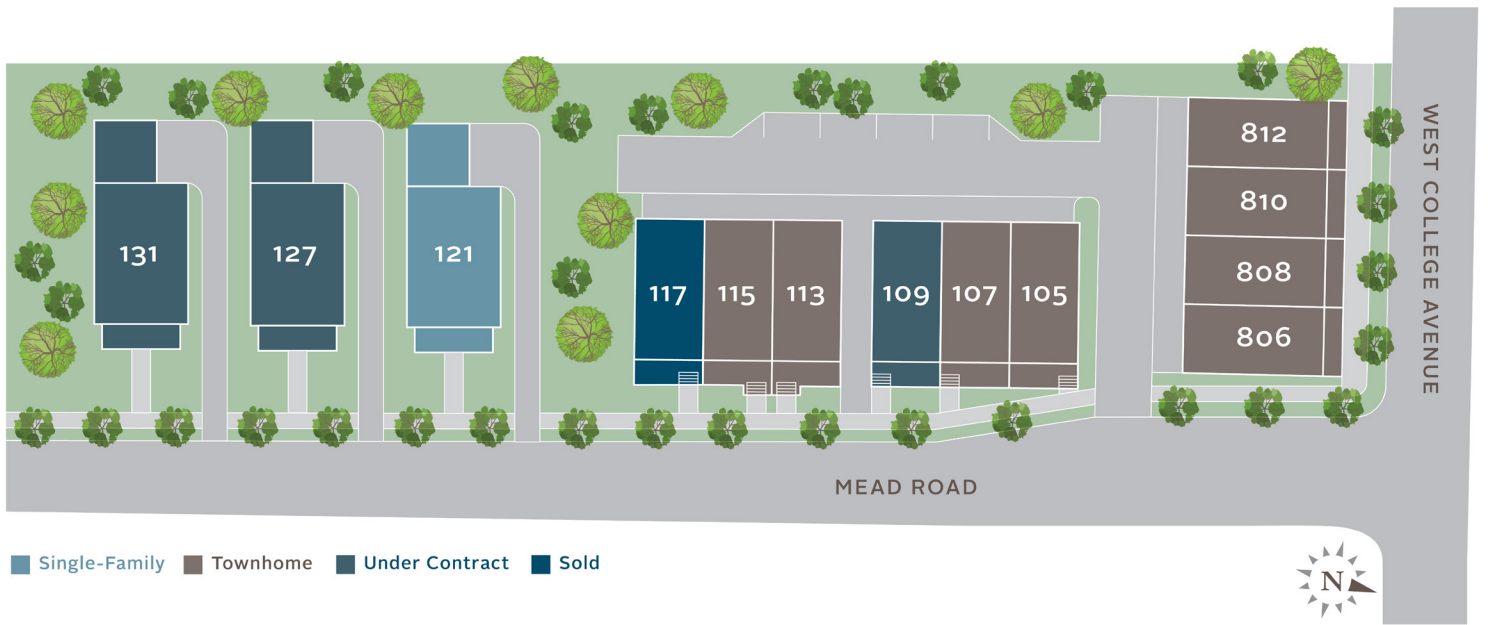 812
810
808
806
WEST COLLEGE AVENUE
131
127
121
117
115
113
109
107
105
MEAD ROAD
Single-Family
Townhome
Under Contract
Sold
N